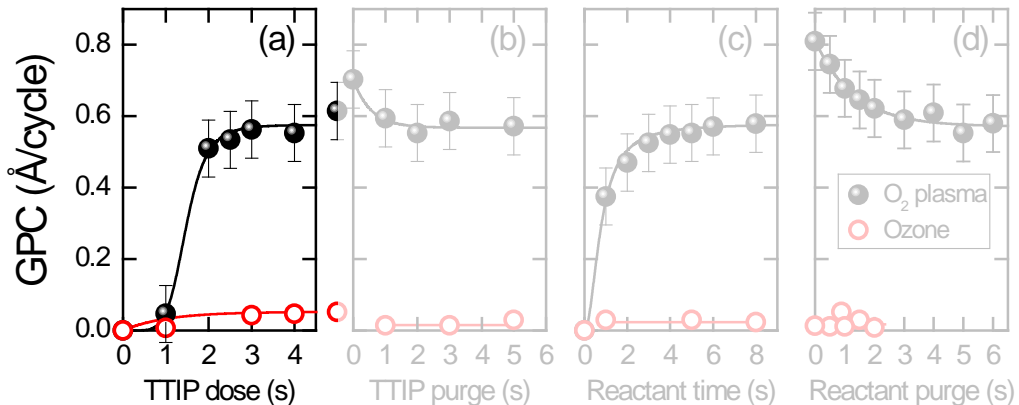 (a) (b) (c) (d)
GPC (Å/cycle)
0.8
0.6
0.4
0.2
0.0
O₂ plasma
Ozone
0 1 2 3 4 0 1 2 3 4 5 6 0 2 4 6 8 0 1 2 3 4 5 6
TTIP dose (s) TTIP purge (s) Reactant time (s) Reactant purge (s)